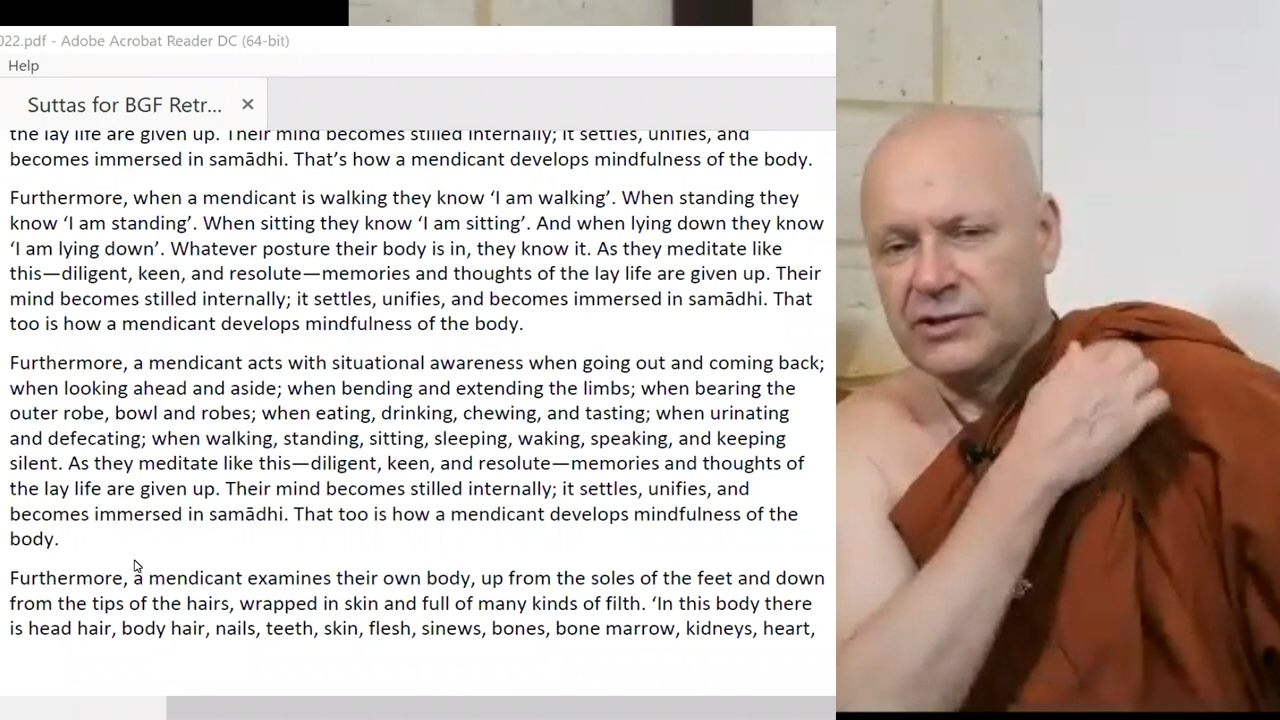 022.pdf - Adobe Acrobat Reader DC (64-bit)
Help
Suttas for BGF Retr... ×
the lay life are given up. Their mind becomes stilled internally; it settles, unifies, and
becomes immersed in samādhi. That’s how a mendicant develops mindfulness of the body.
Furthermore, when a mendicant is walking they know ‘I am walking’. When standing they
know ‘I am standing’. When sitting they know ‘I am sitting’. And when lying down they know
‘I am lying down’. Whatever posture their body is in, they know it. As they meditate like
this—diligent, keen, and resolute—memories and thoughts of the lay life are given up. Their
mind becomes stilled internally; it settles, unifies, and becomes immersed in samādhi. That
too is how a mendicant develops mindfulness of the body.
Furthermore, a mendicant acts with situational awareness when going out and coming back;
when looking ahead and aside; when bending and extending the limbs; when bearing the
outer robe, bowl and robes; when eating, drinking, chewing, and tasting; when urinating
and defecating; when walking, standing, sitting, sleeping, waking, speaking, and keeping
silent. As they meditate like this—diligent, keen, and resolute—memories and thoughts of
the lay life are given up. Their mind becomes stilled internally; it settles, unifies, and
becomes immersed in samādhi. That too is how a mendicant develops mindfulness of the
body.
Furthermore, a mendicant examines their own body, up from the soles of the feet and down
from the tips of the hairs, wrapped in skin and full of many kinds of filth. ‘In this body there
is head hair, body hair, nails, teeth, skin, flesh, sinews, bones, bone marrow, kidneys, heart,